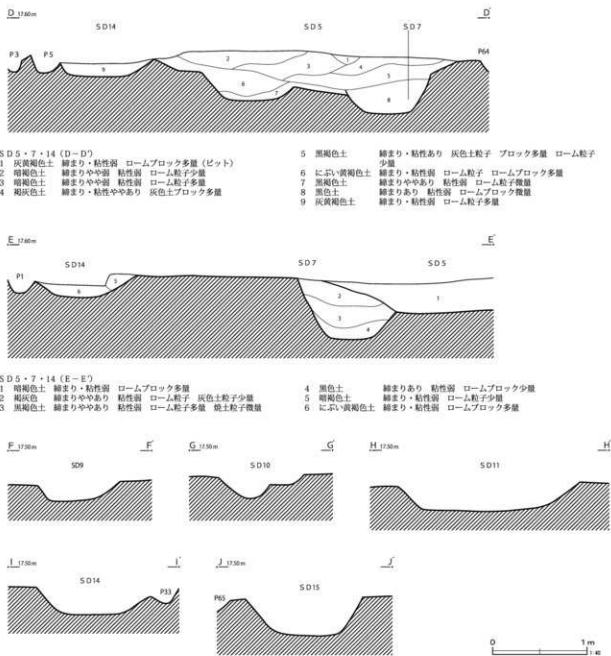 D 17.60m D'
SD14 SD5 SD7
P3 P5 P64
9 2 3 1 4 5 6 7 8
SD5・7・14 (D-D')
1 灰黄褐色土 締まり・粘性弱 ロームブロック多量(ピット)
2 暗褐色土 締まりやや弱 粘性弱 ローム粒子少量
3 暗褐色土 締まりやや弱 粘性弱 ローム粒子多量
4 褐灰色土 締まり・粘性ややあり 灰色土ブロック多量
5 黒褐色土 締まり・粘性あり 灰色土粒子 ブロック多量 ローム粒子
少量
6 にぶい黄褐色土 締まり・粘性弱 ローム粒子 ロームブロック多量
7 黒褐色土 締まりややあり 粘性弱 ローム粒子微量
8 黒色土 締まりあり 粘性弱 ロームブロック微量
9 灰黄褐色土 締まり・粘性弱 ローム粒子多量
E 17.60m E'
SD14 SD7 SD5
P1
5 6 2 3 4 1
SD5・7・14 (E-E')
1 暗褐色土 締まり・粘性弱 ロームブロック多量
2 褐灰色 締まりややあり 粘性弱 ローム粒子 灰色土粒子少量
3 黒褐色土 締まりややあり 粘性弱 ローム粒子多量 焼土粒子微量
4 黒色土 締まりあり 粘性弱 ロームブロック少量
5 暗褐色土 締まり・粘性弱 ローム粒子少量
6 にぶい黄褐色土 締まり・粘性弱 ロームブロック多量
F 17.50m F' G 17.50m G' H 17.50m H'
SD9 SD10 SD11
I 17.50m I' J 17.50m J'
SD14 P33 P65 SD15
0 1m
1:40